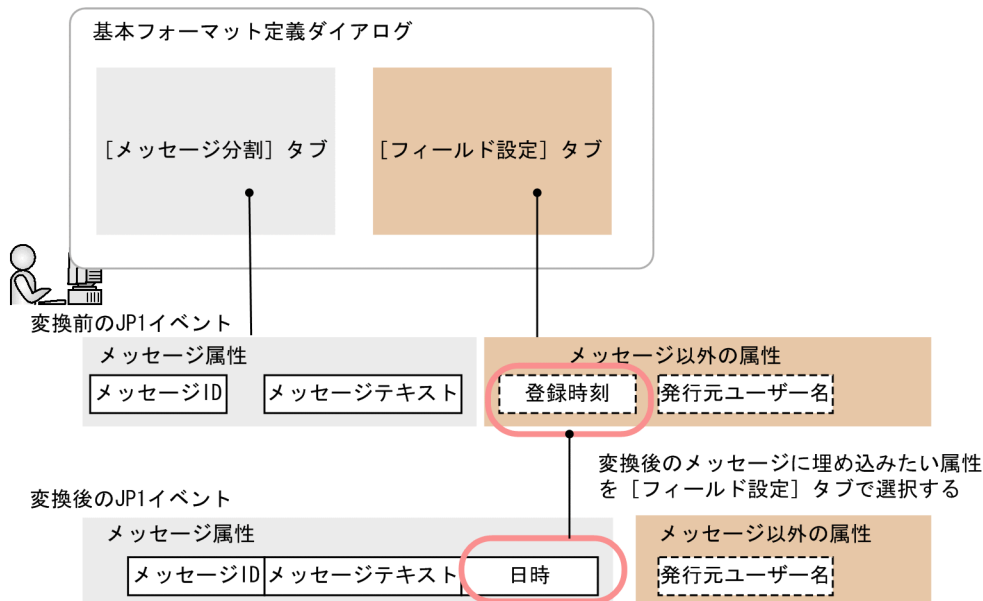 基本フォーマット定義ダイアログ
［メッセージ分割］タブ
［フィールド設定］タブ
変換前のJP1イベント
メッセージ属性
メッセージ以外の属性
メッセージID
メッセージテキスト
登録時刻
発行元ユーザー名
変換後のメッセージに埋め込みたい属性
を［フィールド設定］タブで選択する
変換後のJP1イベント
メッセージ属性
メッセージ以外の属性
メッセージID
メッセージテキスト
日時
発行元ユーザー名